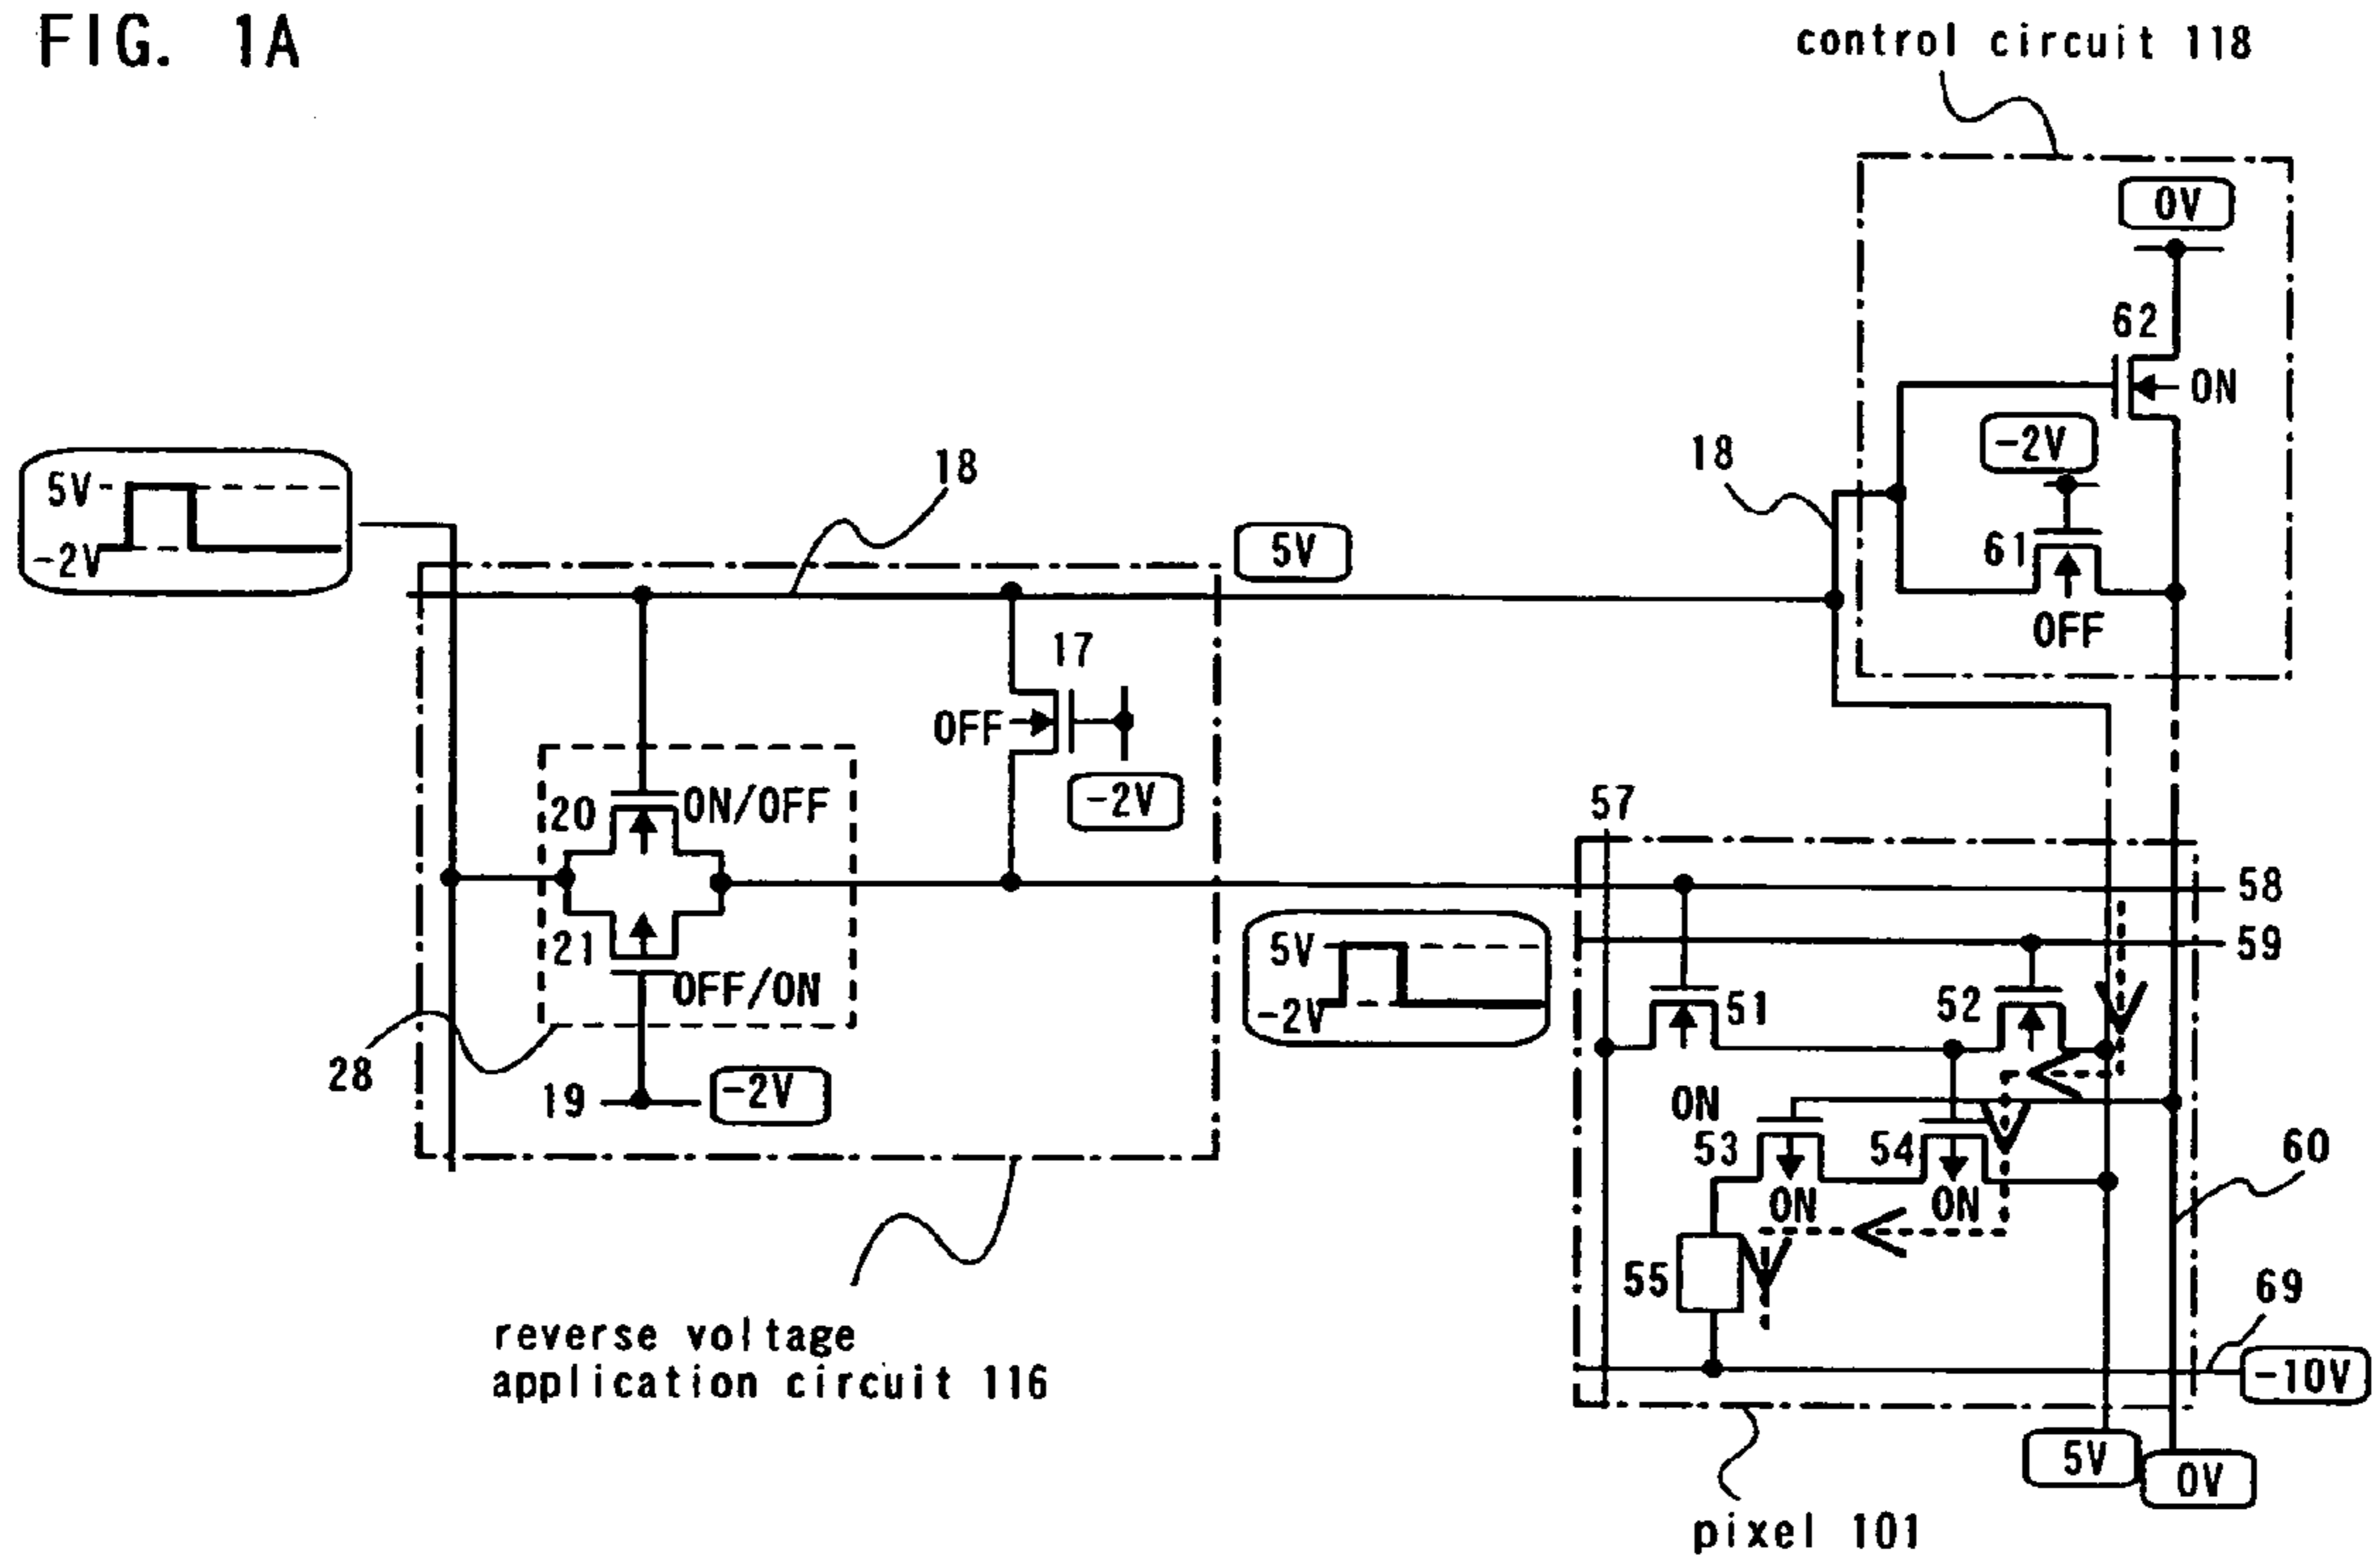 FIG. 1A
control circuit 118
0V
62
ON
-2V
18
61
OFF
5V
-2V
18
5V
17
OFF
-2V
20
ON/OFF
21
OFF/ON
28
19
-2V
57
58
59
5V
-2V
51
52
ON
53
54
ON
ON
60
55
69
-10V
reverse voltage
application circuit 116
5V
0V
pixel 101